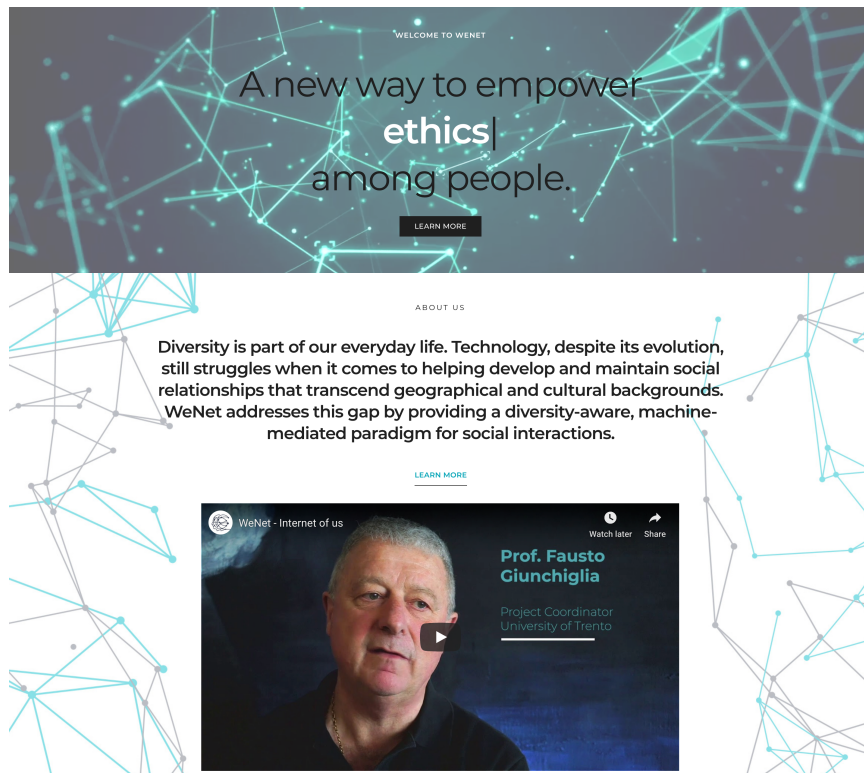 WELCOME TO WENET
A new way to empower
ethics|
among people.
LEARN MORE
ABOUT US
Diversity is part of our everyday life. Technology, despite its evolution,
still struggles when it comes to helping develop and maintain social
relationships that transcend geographical and cultural backgrounds.
WeNet addresses this gap by providing a diversity-aware, machine-
mediated paradigm for social interactions.
LEARN MORE
WeNet - Internet of us
Watch later
Share
Prof. Fausto
Giunchiglia
Project Coordinator
University of Trento